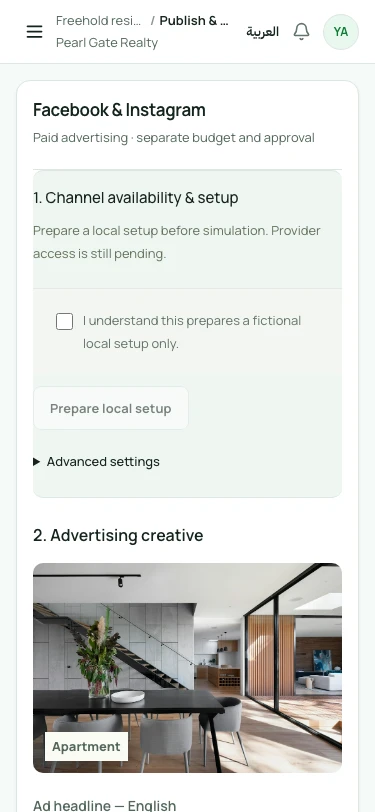 Freehold resi... / Publish & ...
Pearl Gate Realty
العربية
YA
Facebook & Instagram
Paid advertising · separate budget and approval
1. Channel availability & setup
Prepare a local setup before simulation. Provider
access is still pending.
I understand this prepares a fictional
local setup only.
Prepare local setup
Advanced settings
2. Advertising creative
Apartment
Ad headline — English